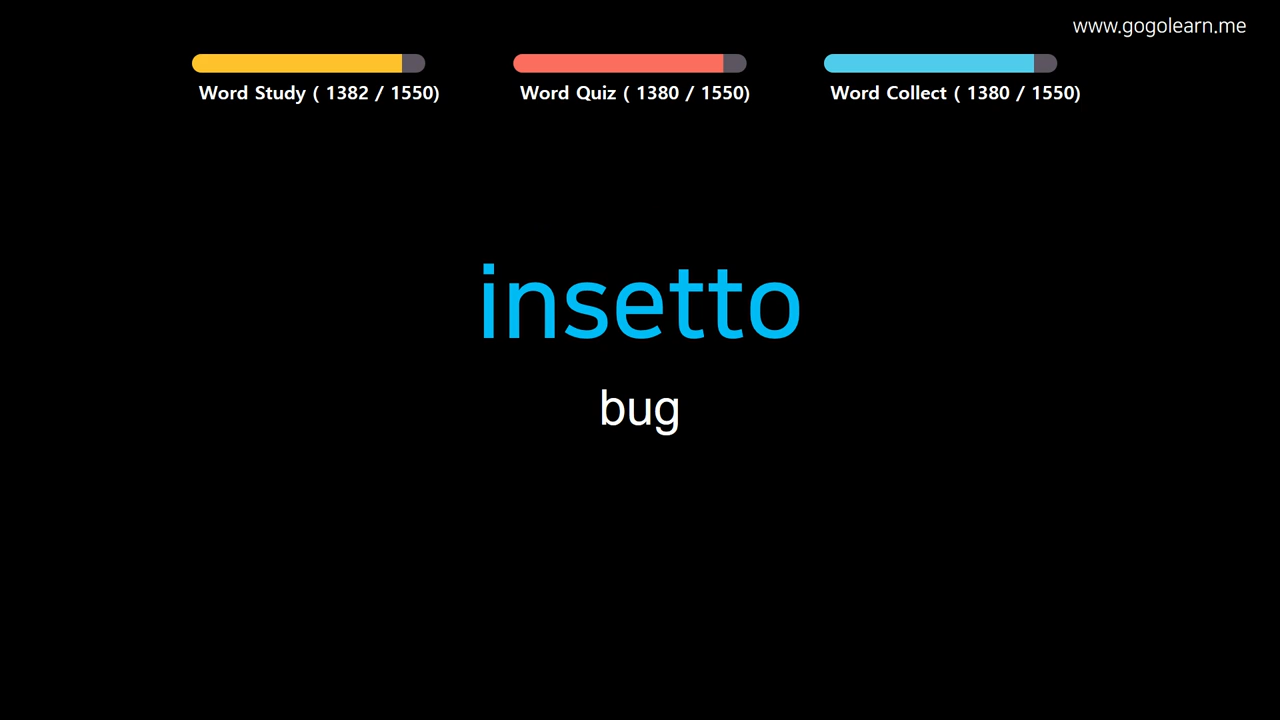 www.gogolearn.me
Word Study ( 1382 / 1550)
Word Quiz ( 1380 / 1550)
Word Collect ( 1380 / 1550)
insetto
bug